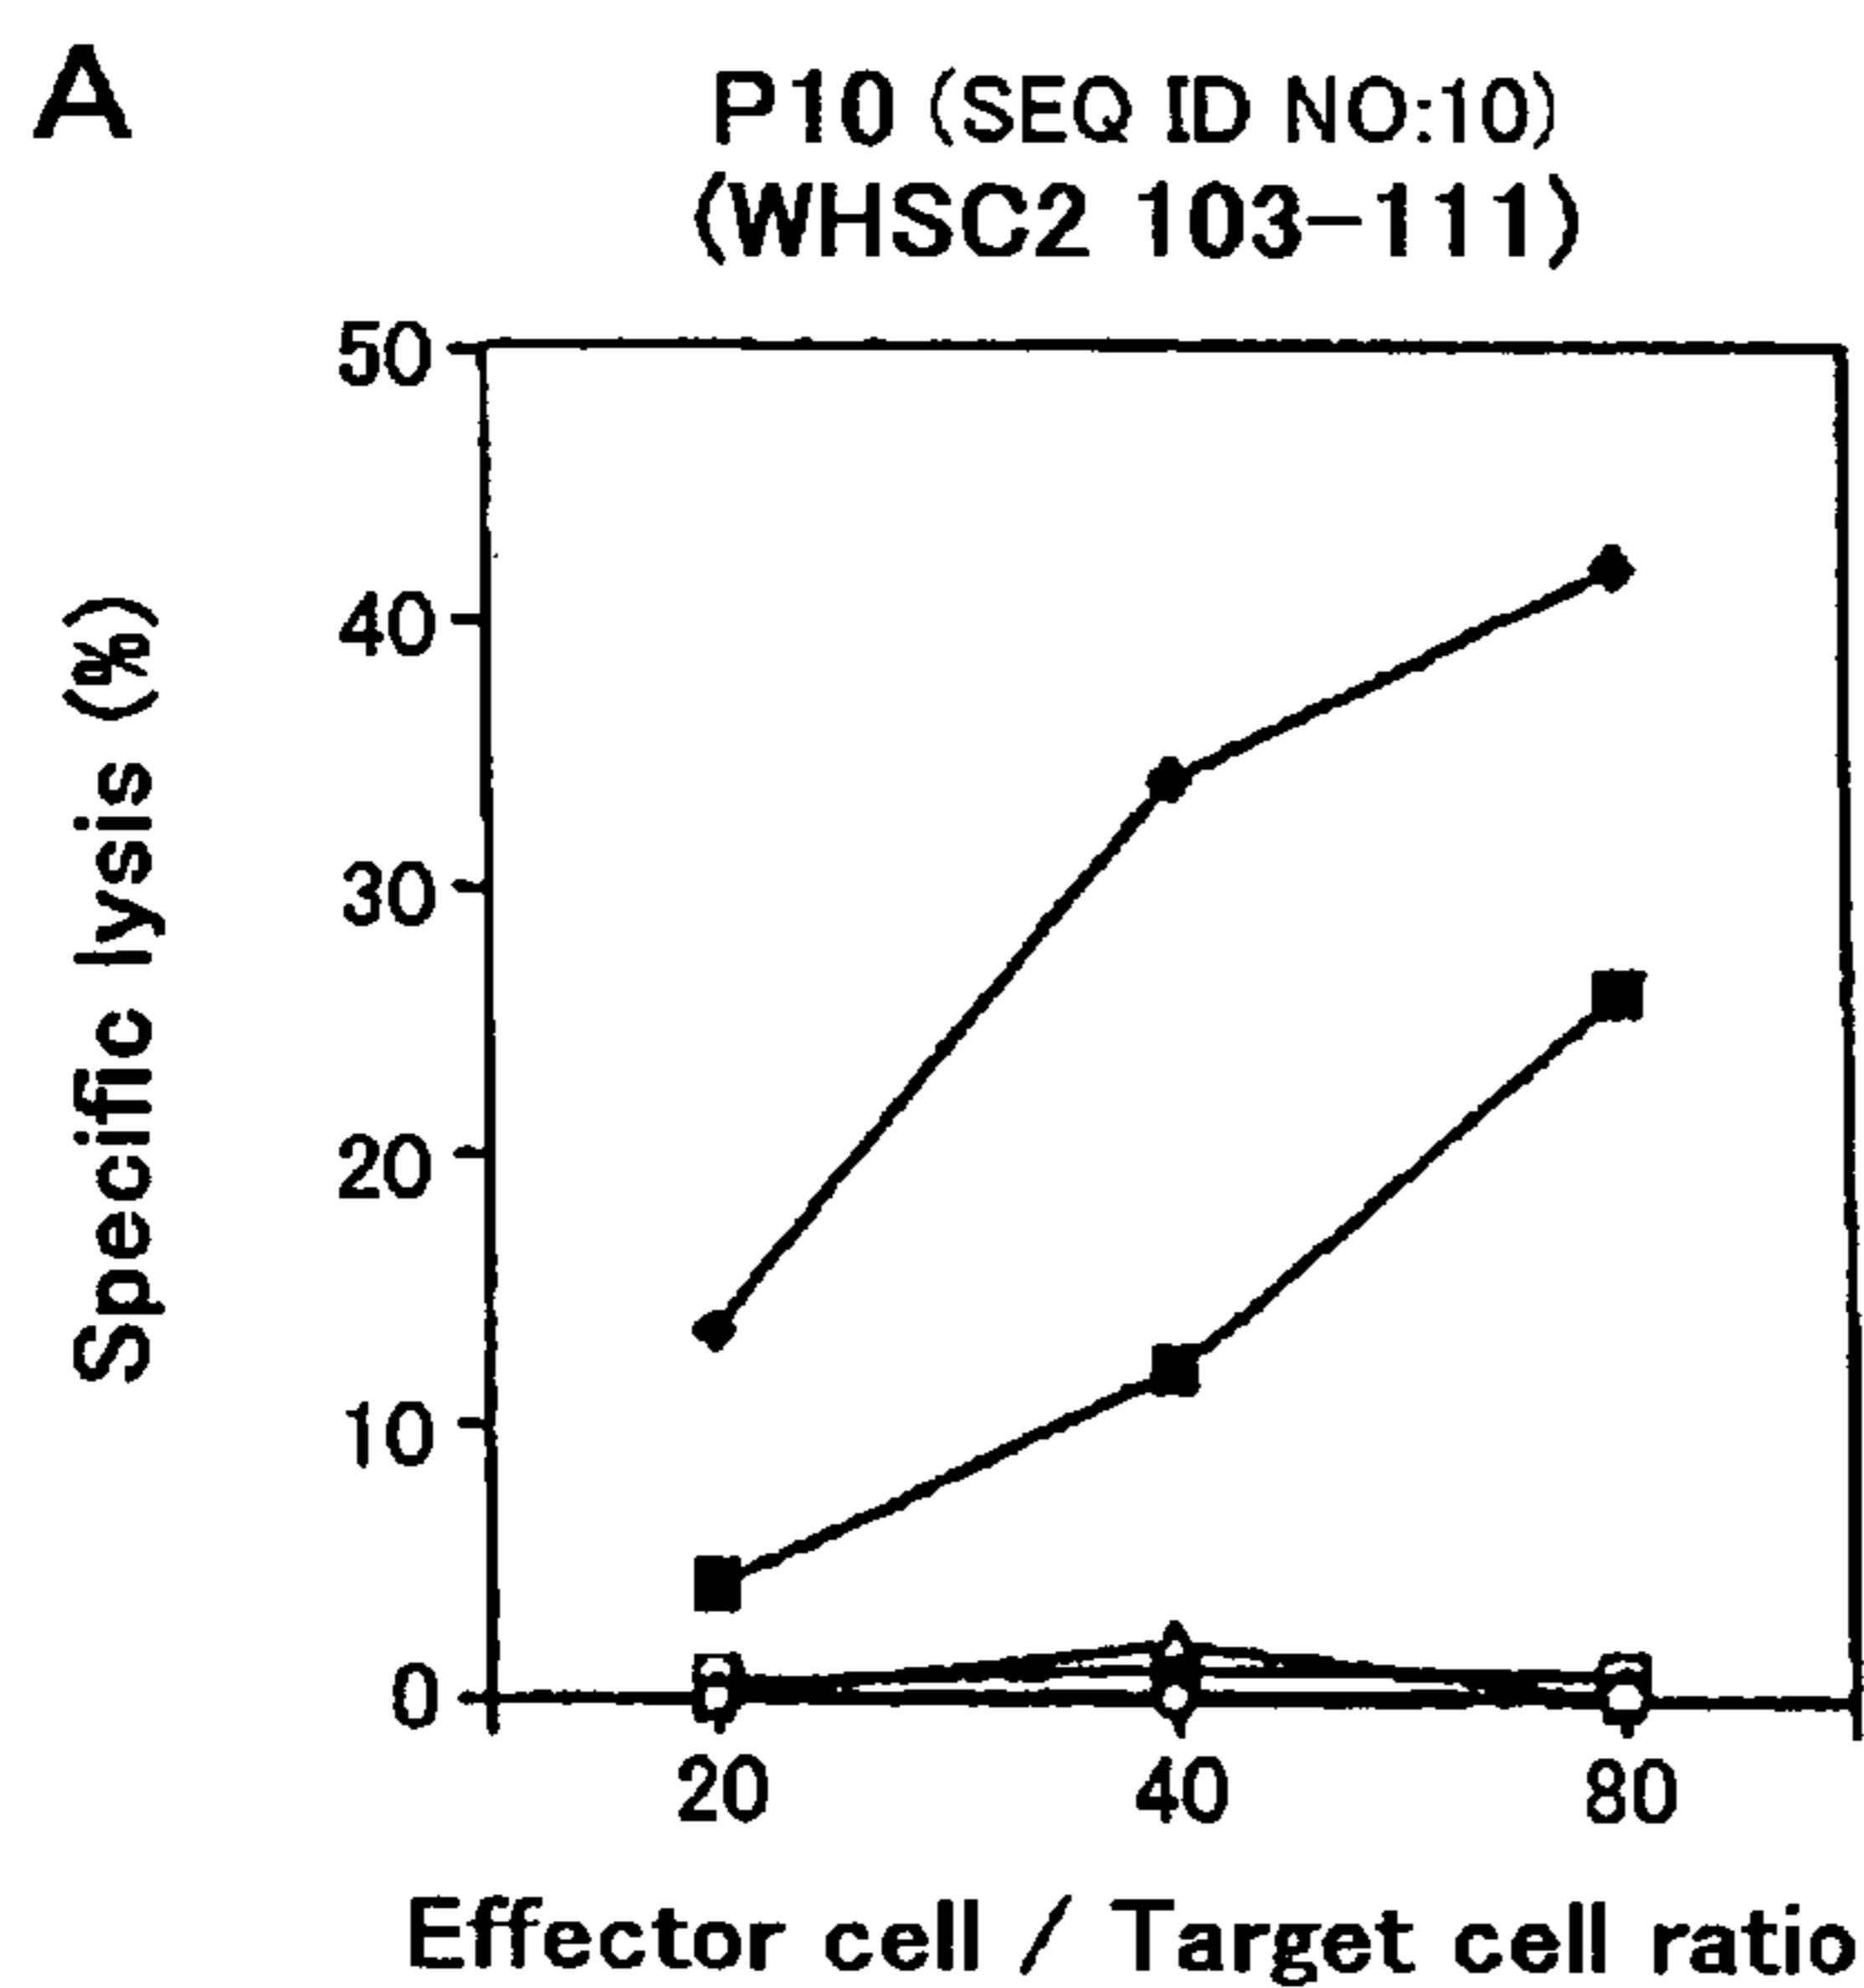 A
P10 (SEQ ID NO:10)
(WHSC2 103-111)
Specific lysis (%)
50
40
30
20
10
0
20 40 80
Effector cell / Target cell ratio